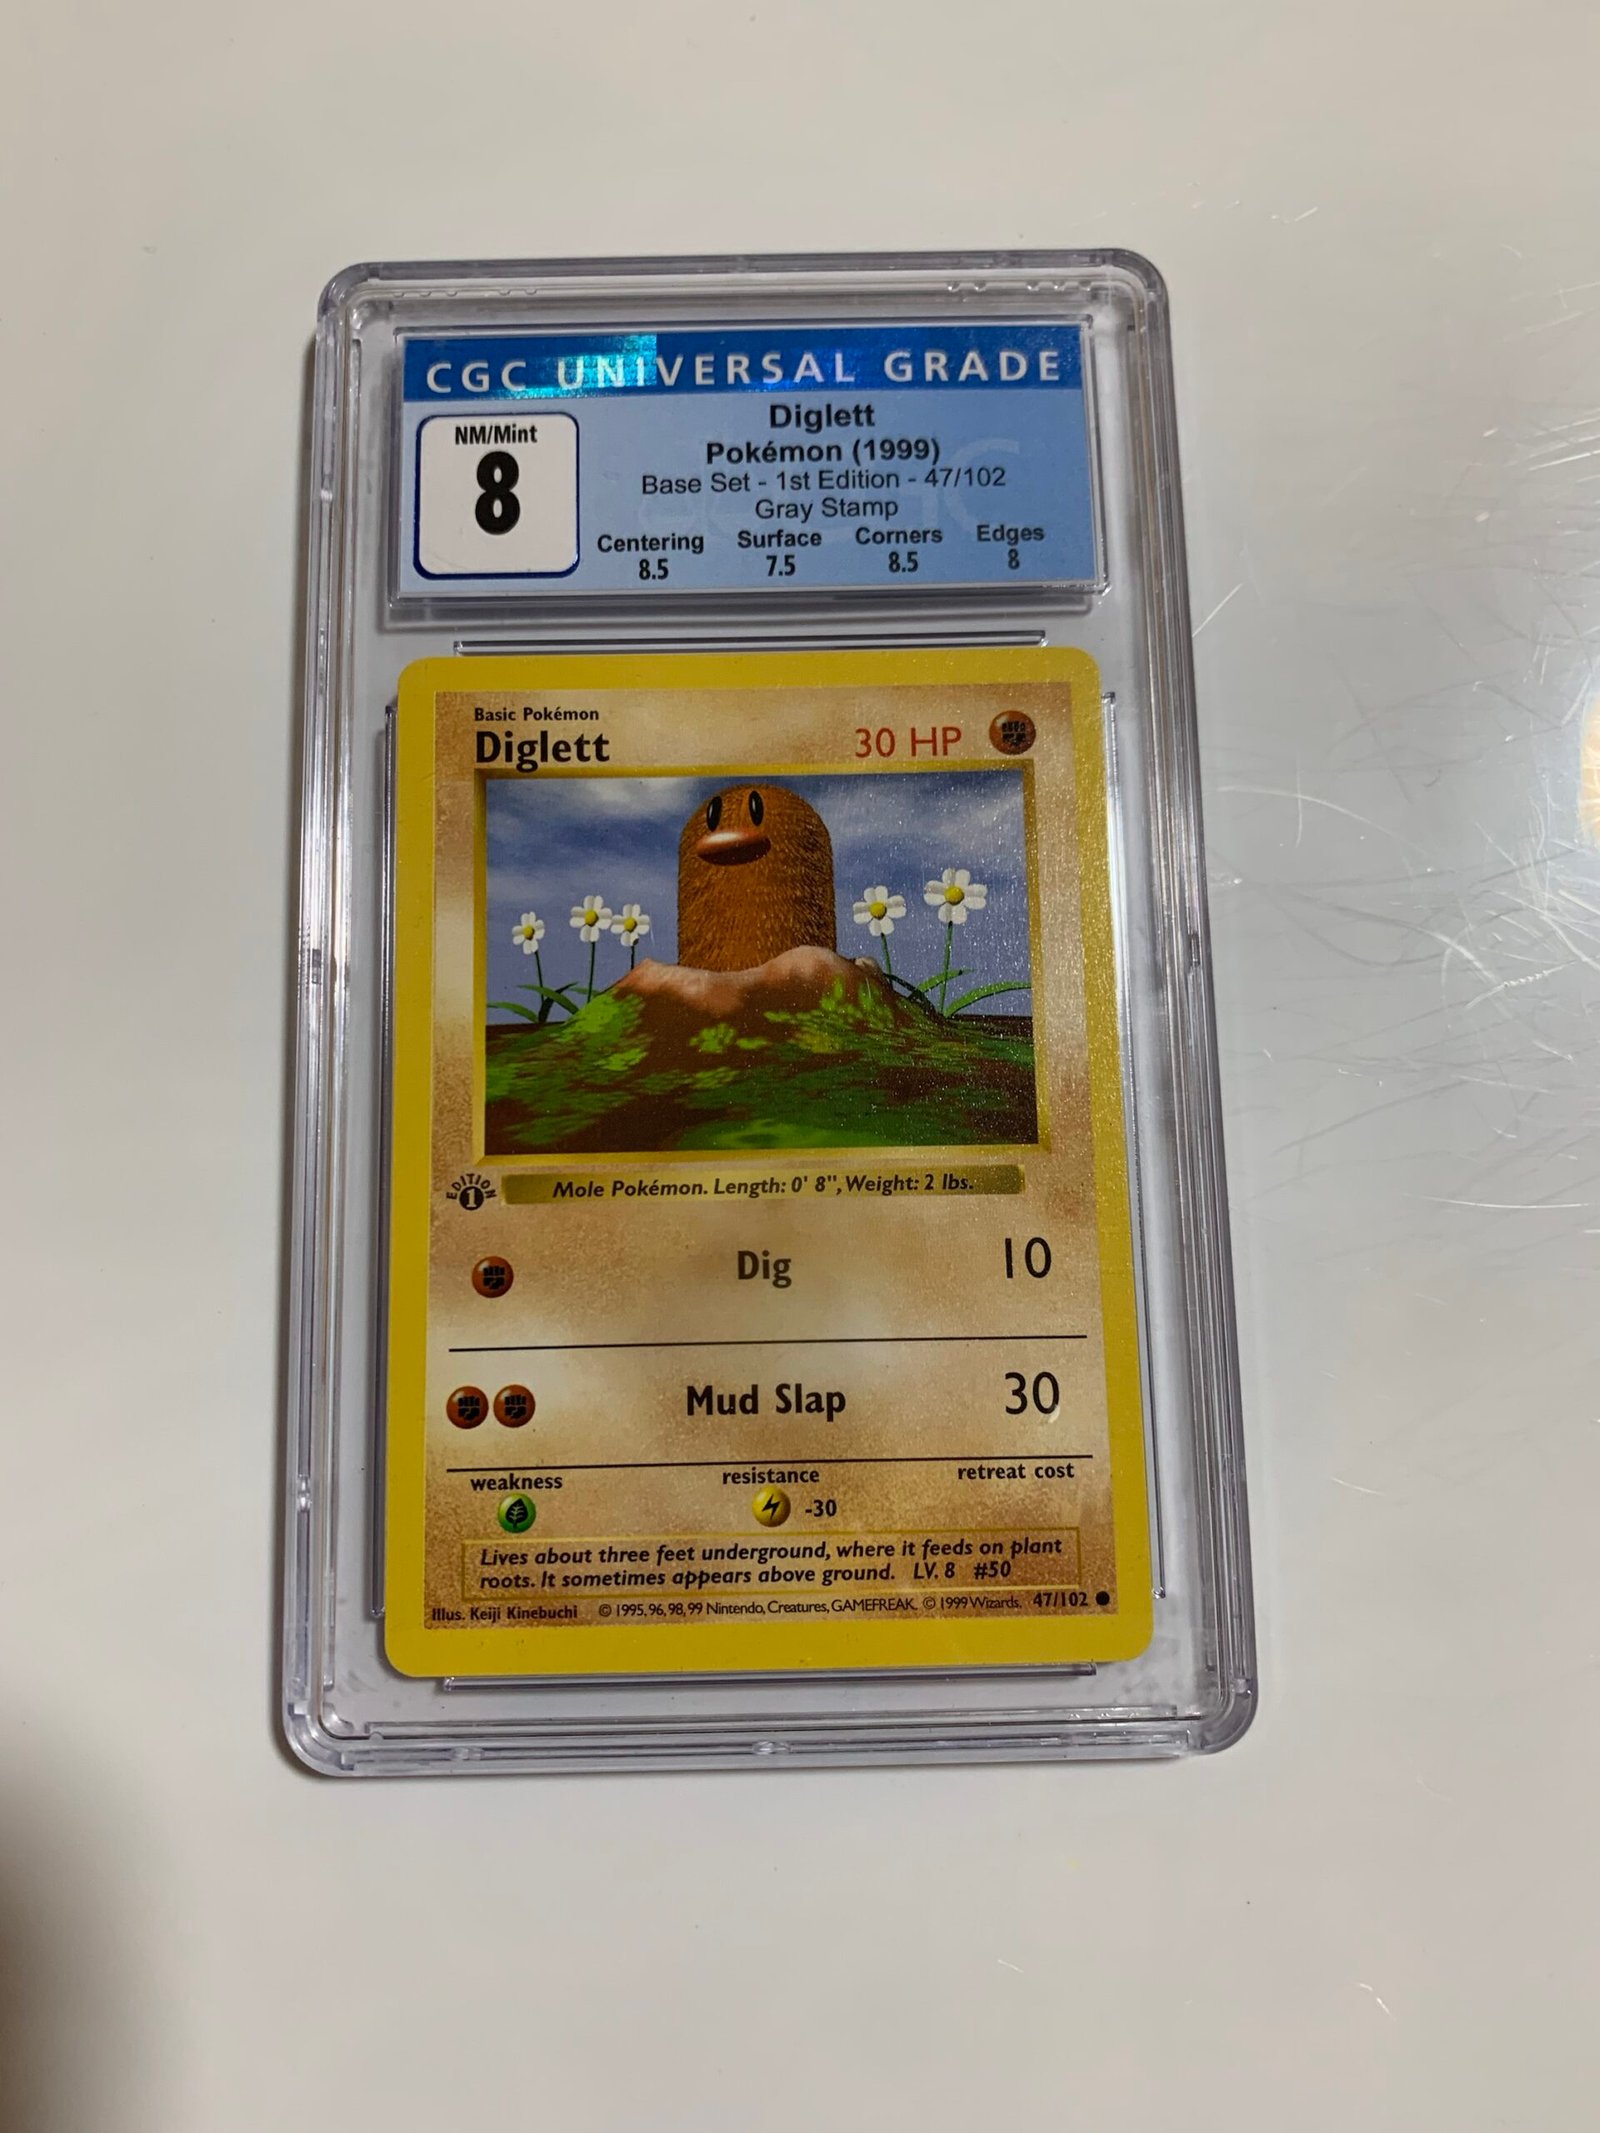 CGC UNIVERSAL GRADE
NM/Mint
8
Diglett
Pokémon (1999)
Base Set - 1st Edition - 47/102
Gray Stamp
Centering Surface Corners Edges
8.5 7.5 8.5 8
Basic Pokémon
Diglett 30 HP
EDITION
1
Mole Pokémon. Length: 0' 8", Weight: 2 lbs.
Dig 10
Mud Slap 30
weakness resistance retreat cost
-30
Lives about three feet underground, where it feeds on plant
roots. It sometimes appears above ground. LV. 8 #50
Illus. Keiji Kinebuchi © 1995, 96, 98, 99 Nintendo, Creatures, GAMEFREAK. © 1999 Wizards. 47/102